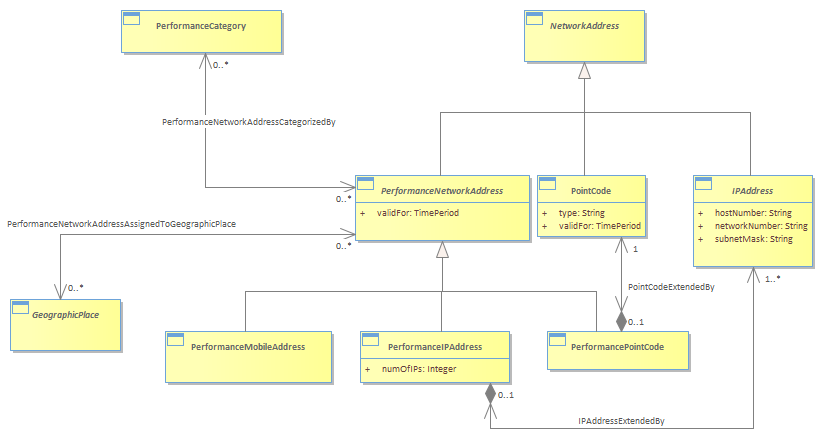 PerformanceCategory
NetworkAddress
0..*
PerformanceNetworkAddressCategorizedBy
PerformanceNetworkAddress
+ validFor: TimePeriod
PointCode
+ type: String
+ validFor: TimePeriod
IPAddress
+ hostNumber: String
+ networkNumber: String
+ subnetMask: String
0..*
PerformanceNetworkAddressAssignedToGeographicPlace
0..*
1
0..*
1..*
PointCodeExtendedBy
GeographicPlace
0..1
PerformanceMobileAddress
PerformanceIPAddress
+ numOfIPs: Integer
PerformancePointCode
0..1
IPAddressExtendedBy